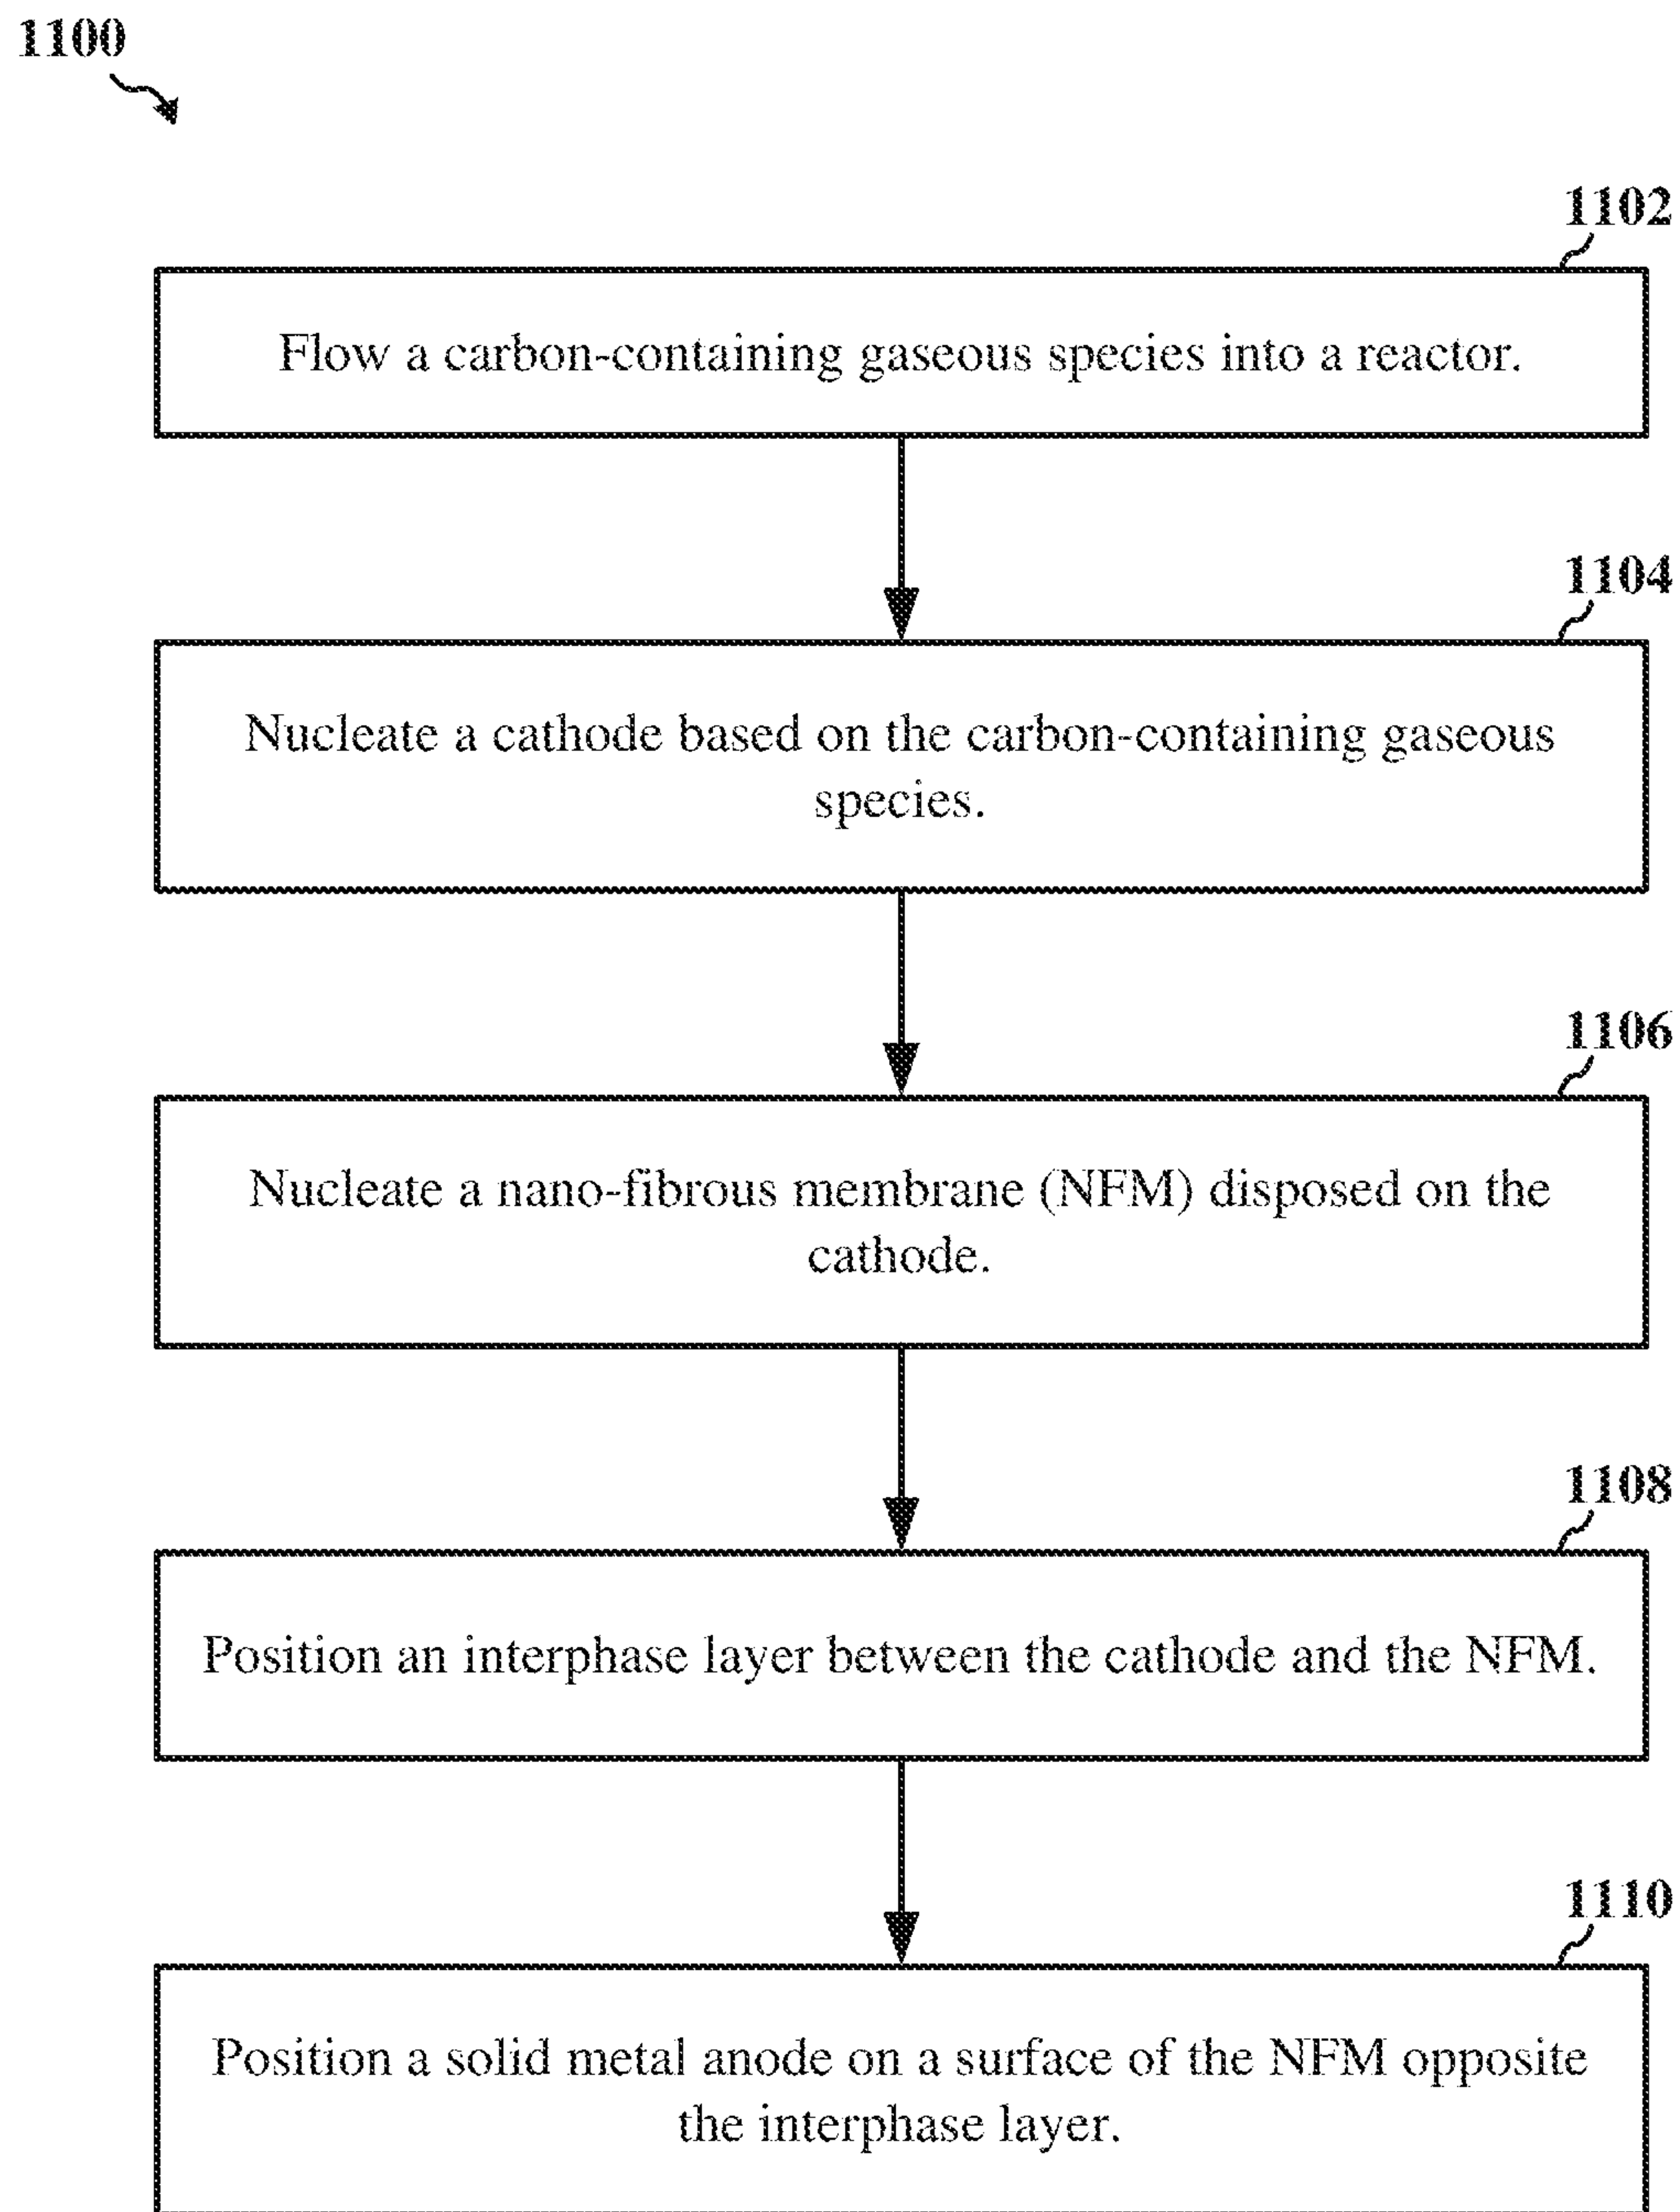 1100
1102
Flow a carbon-containing gaseous species into a reactor.
1104
Nucleate a cathode based on the carbon-containing gaseous
species.
1106
Nucleate a nano-fibrous membrane (NFM) disposed on the
cathode.
1108
Position an interphase layer between the cathode and the NFM.
1110
Position a solid metal anode on a surface of the NFM opposite
the interphase layer.